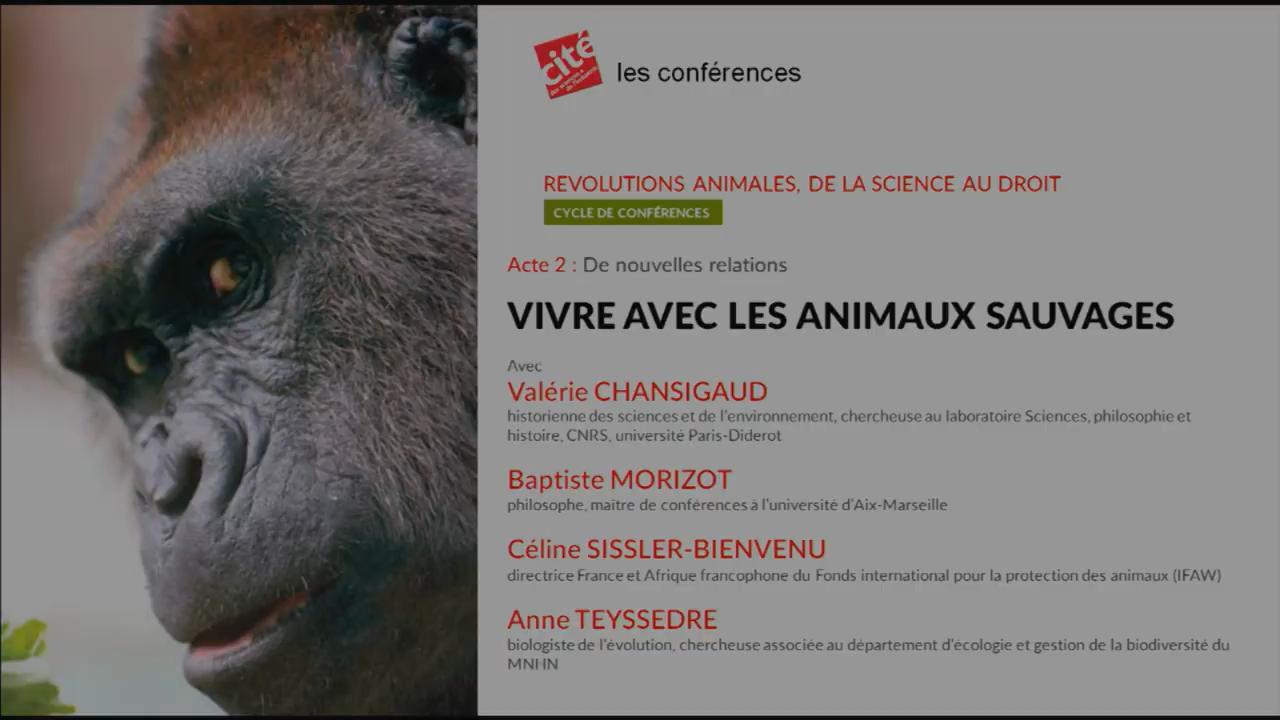 cité
les conférences
REVOLUTIONS ANIMALES, DE LA SCIENCE AU DROIT
CYCLE DE CONFÉRENCES
Acte 2 : De nouvelles relations
VIVRE AVEC LES ANIMAUX SAUVAGES
Avec
Valérie CHANSIGAUD
historienne des sciences et de l'environnement, chercheuse au laboratoire Sciences, philosophie et
histoire, CNRS, université Paris-Diderot
Baptiste MORIZOT
philosophe, maître de conférences à l'université d'Aix-Marseille
Céline SISSLER-BIENVENU
directrice France et Afrique francophone du Fonds international pour la protection des animaux (IFAW)
Anne TEYSSEDRE
biologiste de l'évolution, chercheuse associée au département d'écologie et gestion de la biodiversité du
MNHN